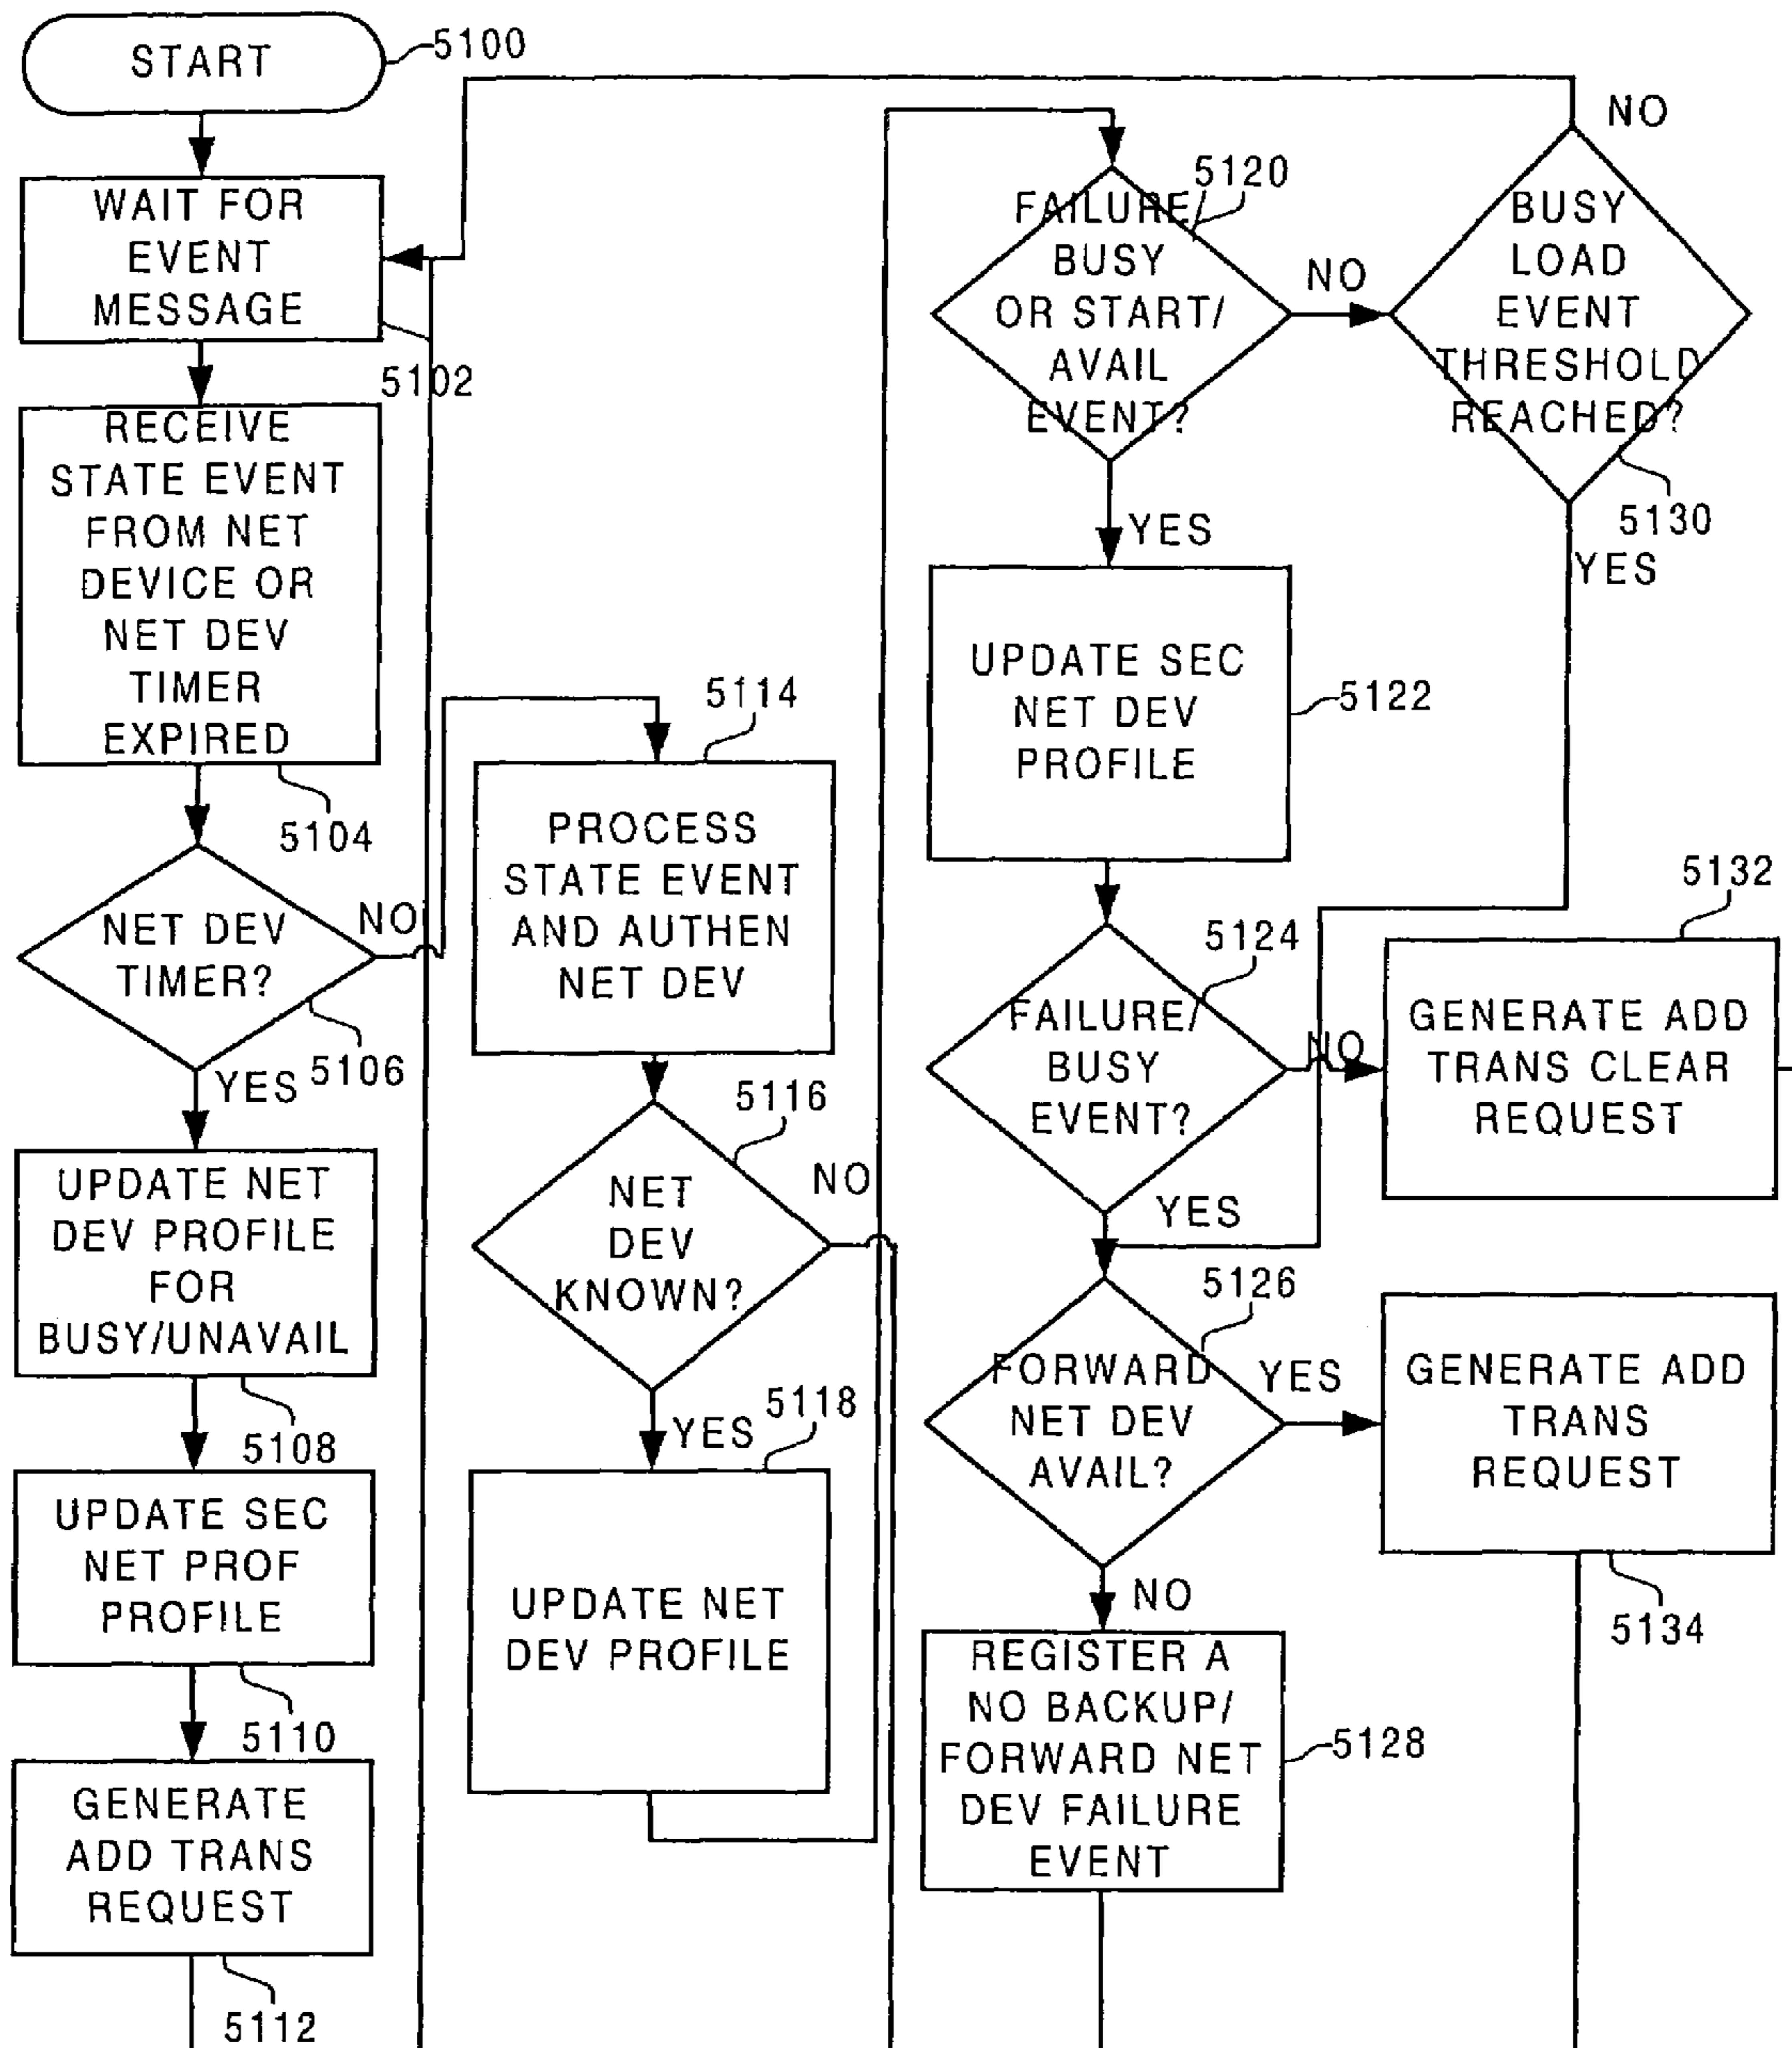 START
5100
WAIT FOR
EVENT
MESSAGE
5102
RECEIVE
STATE EVENT
FROM NET
DEVICE OR
NET DEV
TIMER
EXPIRED
5104
NET DEV
TIMER?
NO
5106
YES
UPDATE NET
DEV PROFILE
FOR
BUSY/UNAVAIL
5108
UPDATE SEC
NET PROF
PROFILE
5110
GENERATE
ADD TRANS
REQUEST
5112
5114
PROCESS
STATE EVENT
AND AUTHEN
NET DEV
5116
NET
DEV
KNOWN?
NO
YES
5118
UPDATE NET
DEV PROFILE
5120
FAILURE
BUSY
OR START/
AVAIL
EVENT?
NO
YES
UPDATE SEC
NET DEV
PROFILE
5122
5124
FAILURE/
BUSY
EVENT?
NO
YES
5126
FORWARD
NET DEV
AVAIL?
YES
NO
REGISTER A
NO BACKUP/
FORWARD NET
DEV FAILURE
EVENT
5128
NO
BUSY
LOAD
EVENT
THRESHOLD
REACHED?
5130
YES
5132
GENERATE ADD
TRANS CLEAR
REQUEST
GENERATE ADD
TRANS
REQUEST
5134